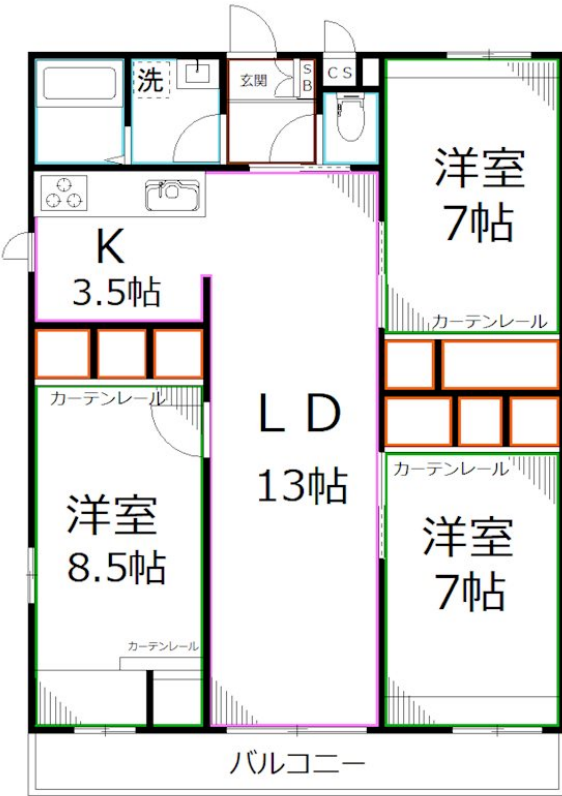 洗
玄関
SB
CS
洋室
7帖
カーテンレール
K
3.5帖
カーテンレール
LD
13帖
カーテンレール
洋室
8.5帖
洋室
7帖
カーテンレール
バルコニー